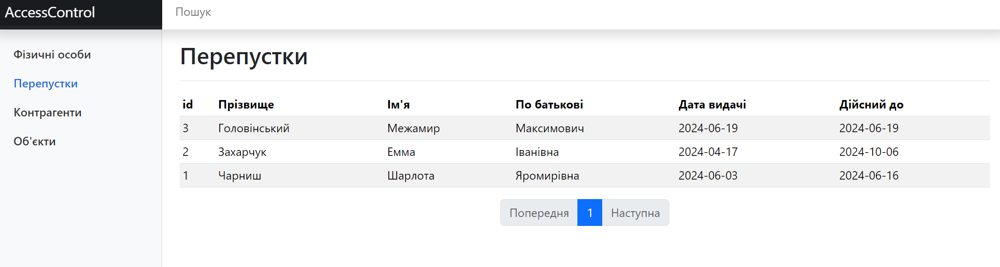 AccessControl
Пошук
Фізичні особи
Перепустки
Контрагенти
Об'єкти
Перепустки
id Прізвище Ім'я По батькові Дата видачі Дійсний до
3 Головінський Межамир Максимович 2024-06-19 2024-06-19
2 Захарчук Емма Іванівна 2024-04-17 2024-10-06
1 Чарниш Шарлота Яромирівна 2024-06-03 2024-06-16
Попередня 1 Наступна